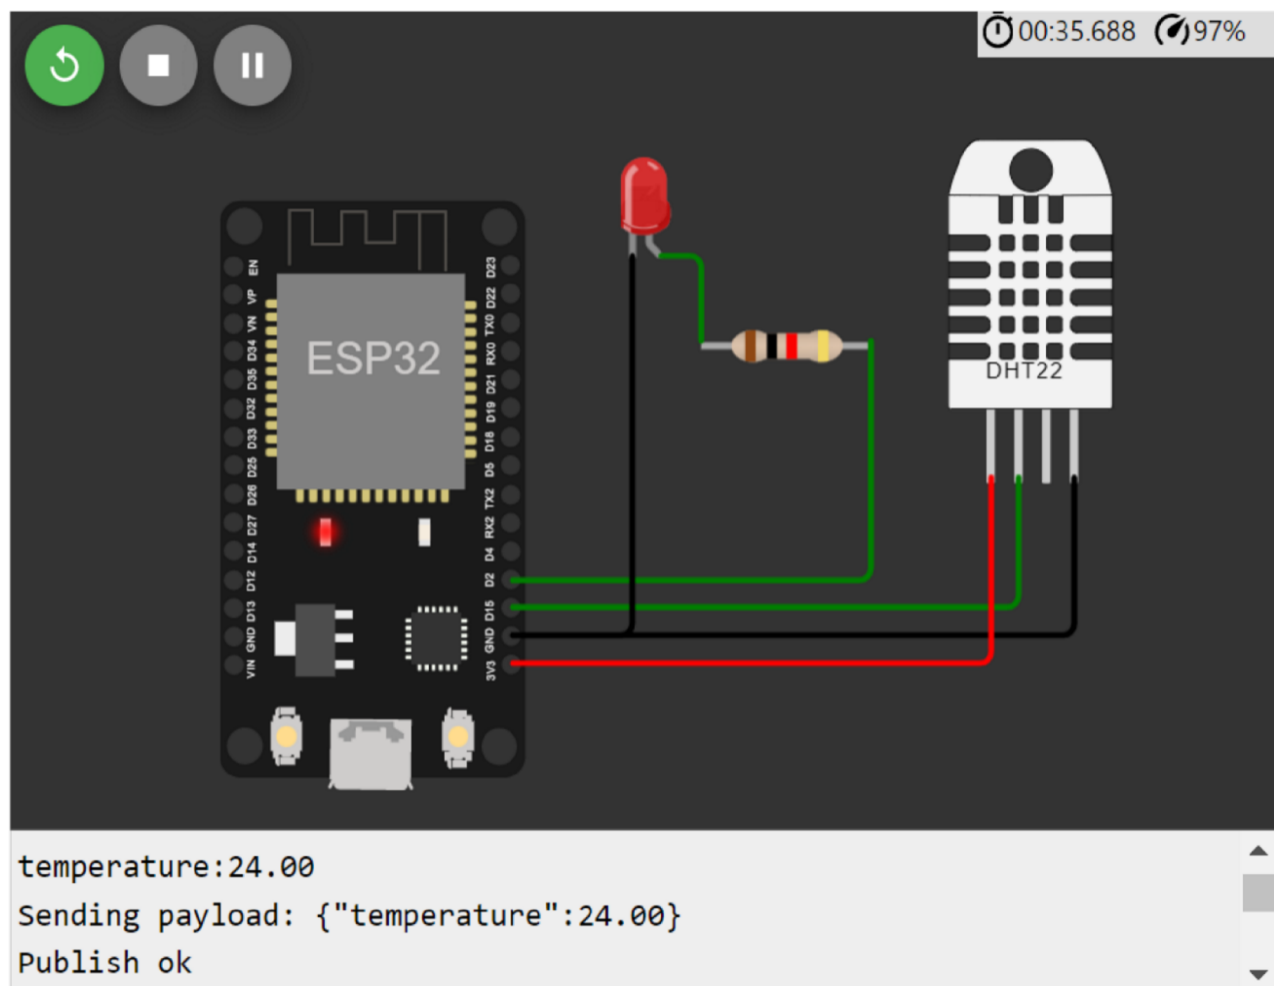 00:35.688 97%
ESP32
EN
VP
VN
D34
D35
D32
D33
D25
D26
D27
D14
D12
D13
GND
VIN
D23
D22
TX0
RX0
D21
D19
D18
D5
TX2
RX2
D4
D2
D15
GND
3V3
DHT22
temperature:24.00
Sending payload: {"temperature":24.00}
Publish ok